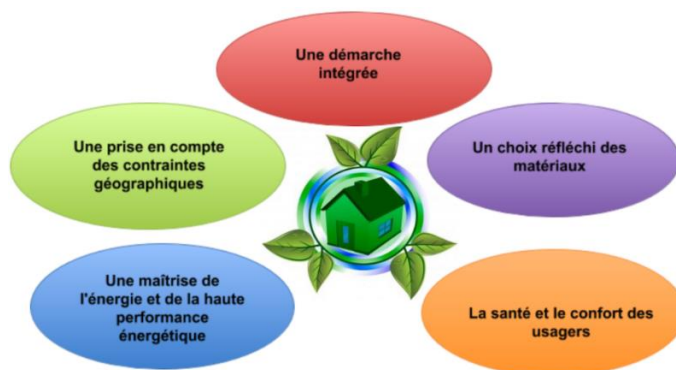 Une démarche
intégrée
Une prise en compte
des contraintes
géographiques
Un choix réfléchi des
matériaux
Une maîtrise de
l'énergie et de la haute
performance
énergétique
La santé et le confort des
usagers